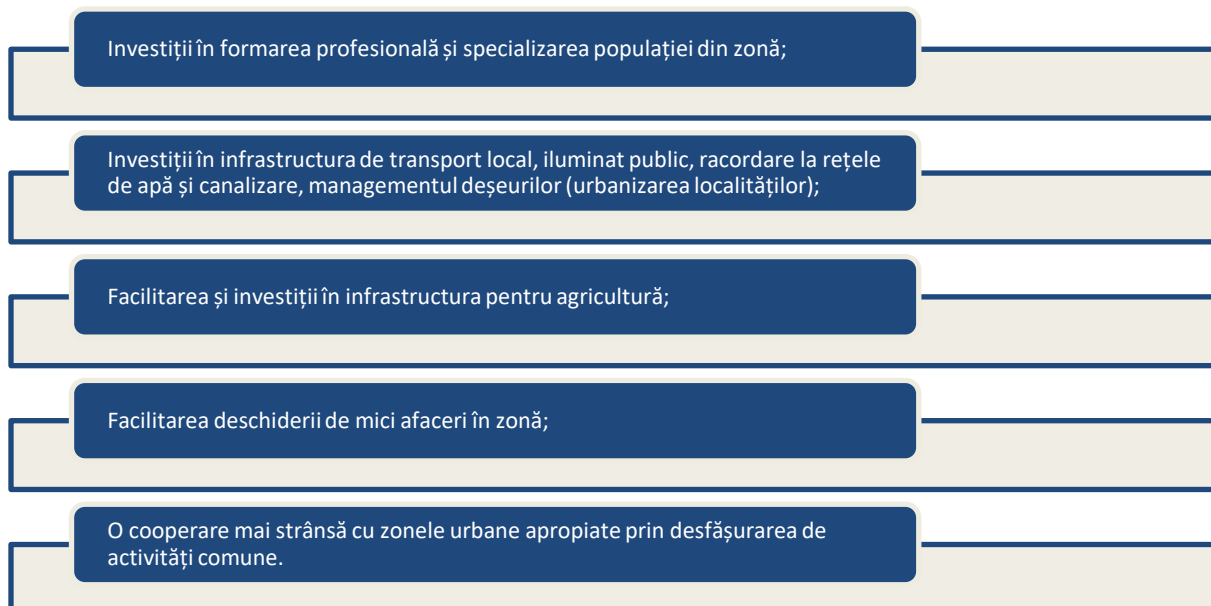 Investiții în formarea profesională și specializarea populației din zonă;
Investiții în infrastructura de transport local, iluminat public, racordare la rețele
de apă și canalizare, managementul deșeurilor (urbanizarea localităților);
Facilitarea și investiții în infrastructura pentru agricultură;
Facilitarea deschiderii de mici afaceri în zonă;
O cooperare mai strânsă cu zonele urbane apropiate prin desfășurarea de
activități comune.